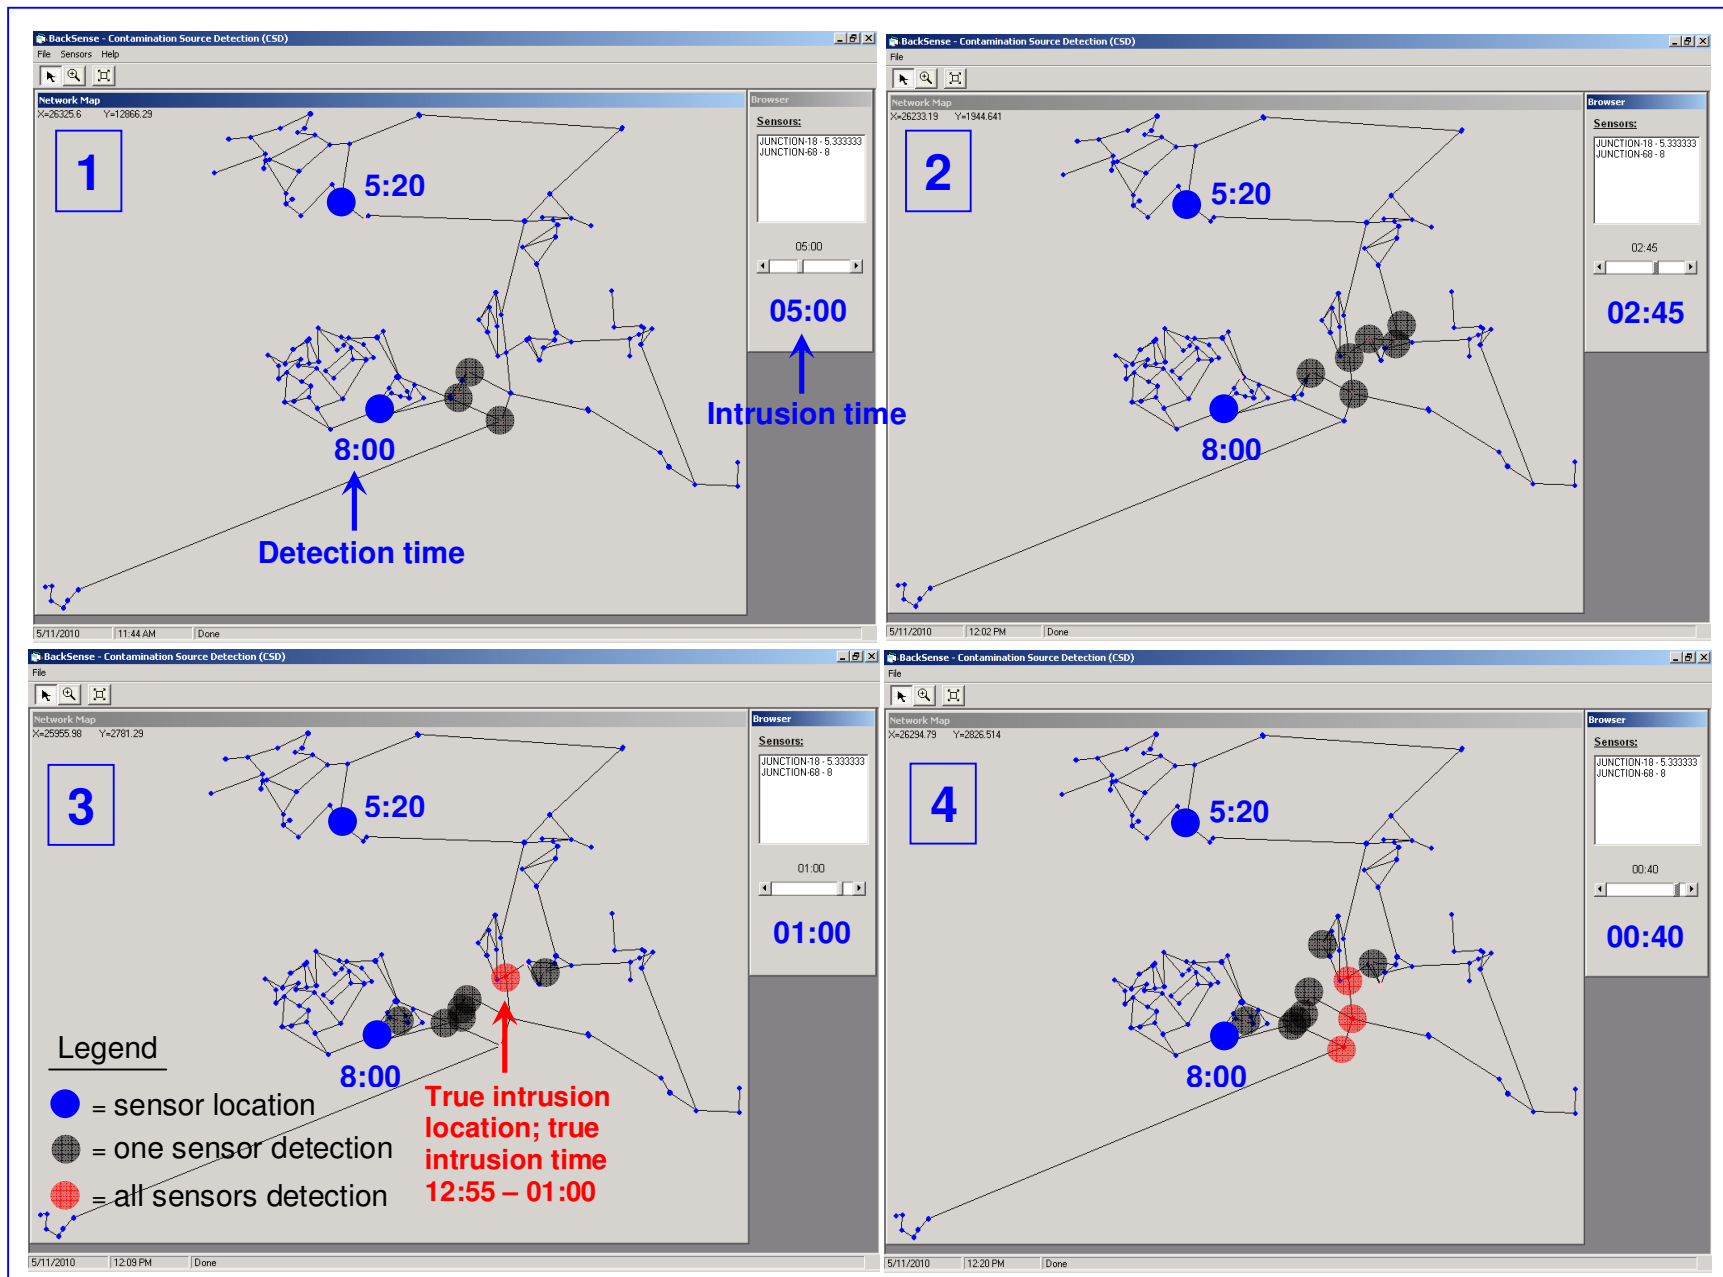 BackSense - Contamination Source Detection (CSD)
File Sensors Help
Network Map
X=26325.6 Y=12866.29
1
5:20
8:00
Detection time
Browser
Sensors:
JUNCTION-18 - 5.333333
JUNCTION-68 - 8
05:00
05:00
Intrusion time
5/11/2010 11:44 AM Done
BackSense - Contamination Source Detection (CSD)
File
Network Map
X=26233.19 Y=1944.641
2
5:20
8:00
Browser
Sensors:
JUNCTION-18 - 5.333333
JUNCTION-68 - 8
02:45
02:45
5/11/2010 12:02 PM Done
BackSense - Contamination Source Detection (CSD)
File
Network Map
X=25955.98 Y=2781.29
3
5:20
8:00
Legend
= sensor location
= one sensor detection
= all sensors detection
True intrusion
location; true
intrusion time
12:55 – 01:00
Browser
Sensors:
JUNCTION-18 - 5.333333
JUNCTION-68 - 8
01:00
01:00
5/11/2010 12:09 PM Done
BackSense - Contamination Source Detection (CSD)
File
Network Map
X=26294.79 Y=2826.514
4
5:20
8:00
Browser
Sensors:
JUNCTION-18 - 5.333333
JUNCTION-68 - 8
00:40
00:40
5/11/2010 12:20 PM Done